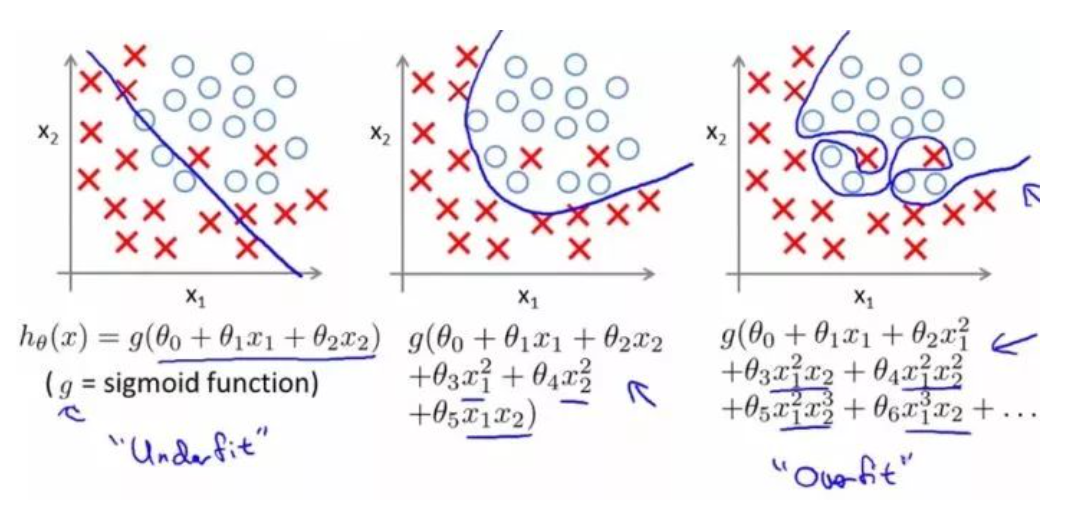 x₂
x₁
h_θ(x) = g(θ₀ + θ₁x₁ + θ₂x₂)
( g = sigmoid function)
"Underfit"
x₂
x₁
g(θ₀ + θ₁x₁ + θ₂x₂
+θ₃x₁² + θ₄x₂²
+θ₅x₁x₂)
x₂
x₁
g(θ₀ + θ₁x₁ + θ₂x₁²
+θ₃x₁²x₂ + θ₄x₁²x₂²
+θ₅x₁²x₂³ + θ₆x₁³x₂ + …
"Overfit"